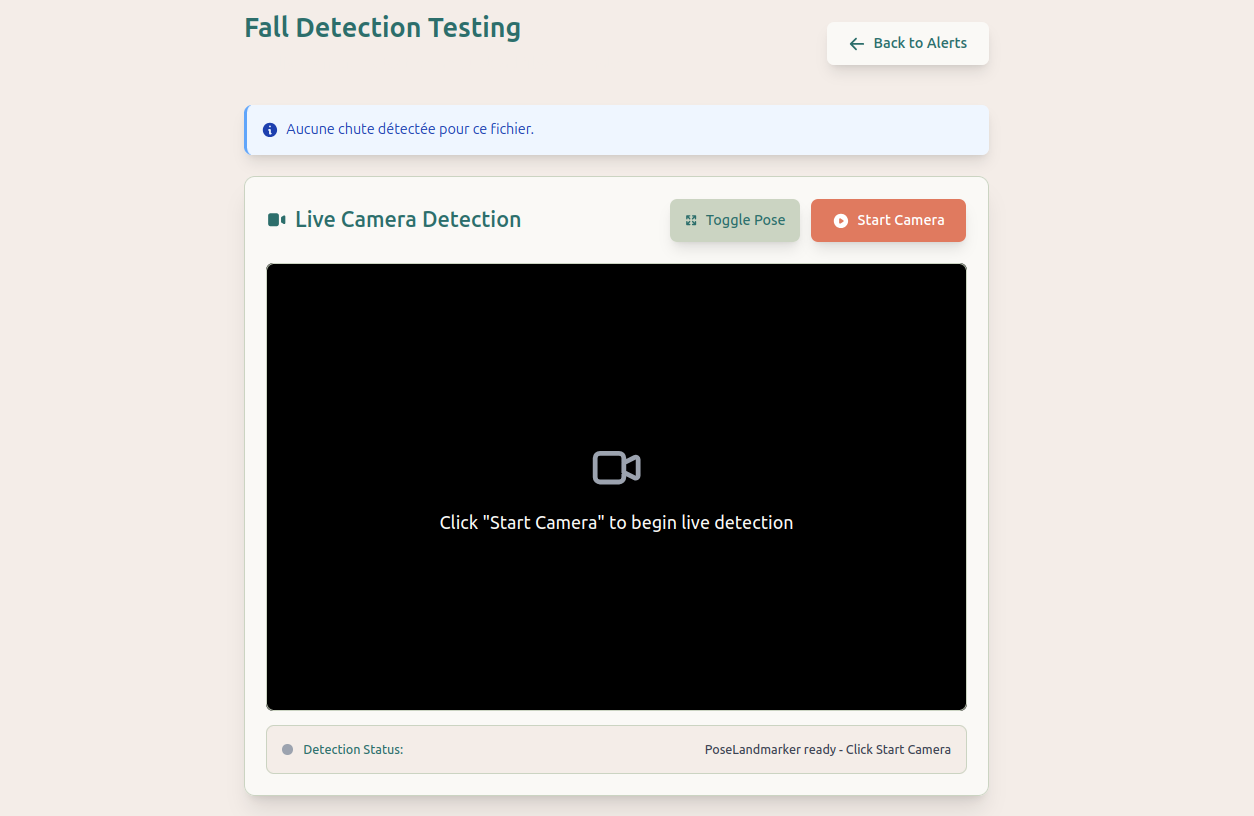 Fall Detection Testing
Back to Alerts
Aucune chute détectée pour ce fichier.
Live Camera Detection
Toggle Pose
Start Camera
Click "Start Camera" to begin live detection
Detection Status:
PoseLandmarker ready - Click Start Camera